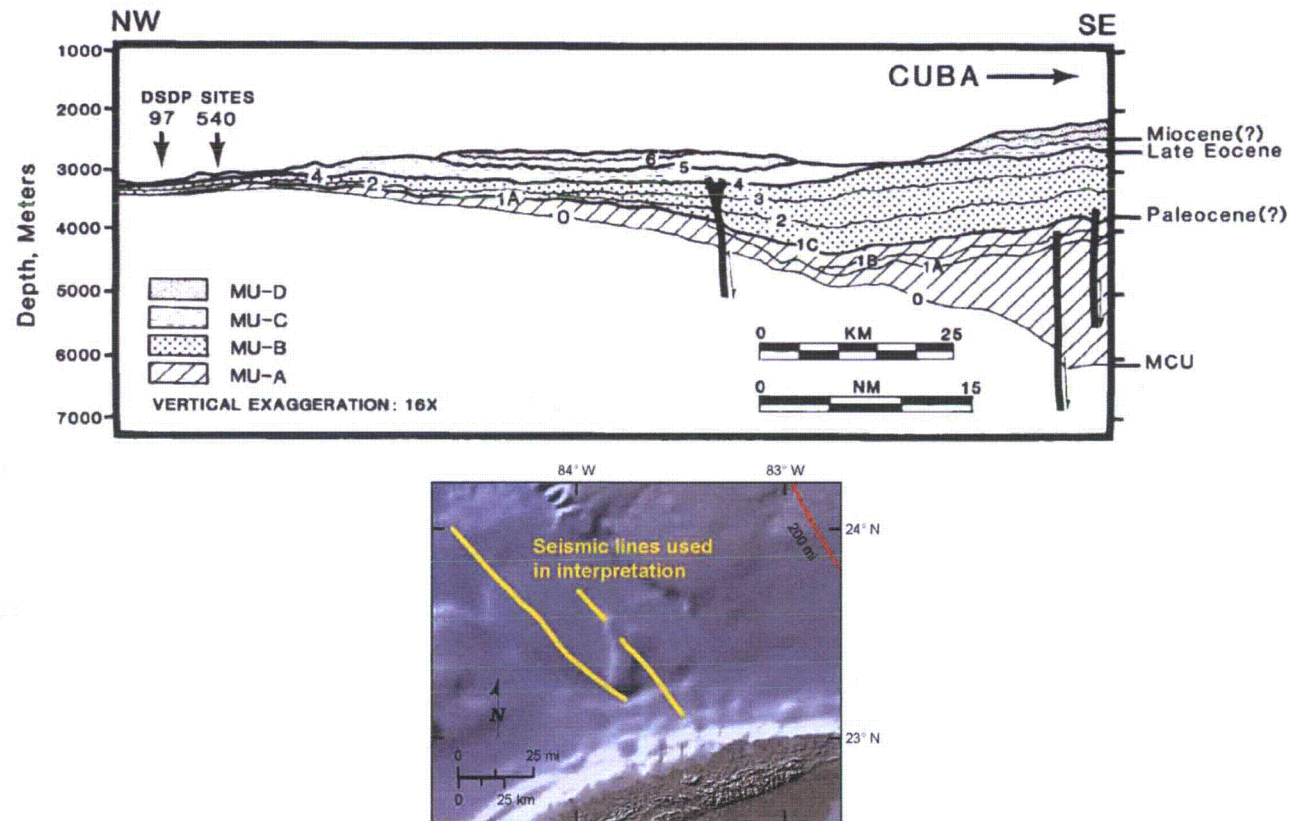 NW
SE
CUBA
DSDP SITES
97 540
1000
2000
3000
4000
5000
6000
7000
Depth, Meters
Miocene(?)
Late Eocene
Paleocene(?)
MCU
6
5
4
4
3
2
2
1A
0
1C
1B
1A
0
MU-D
MU-C
MU-B
MU-A
VERTICAL EXAGGERATION: 16X
0 KM 25
0 NM 15
84° W
83° W
24° N
23° N
200 mi
Seismic lines used
in interpretation
N
0 25 mi
0 25 km